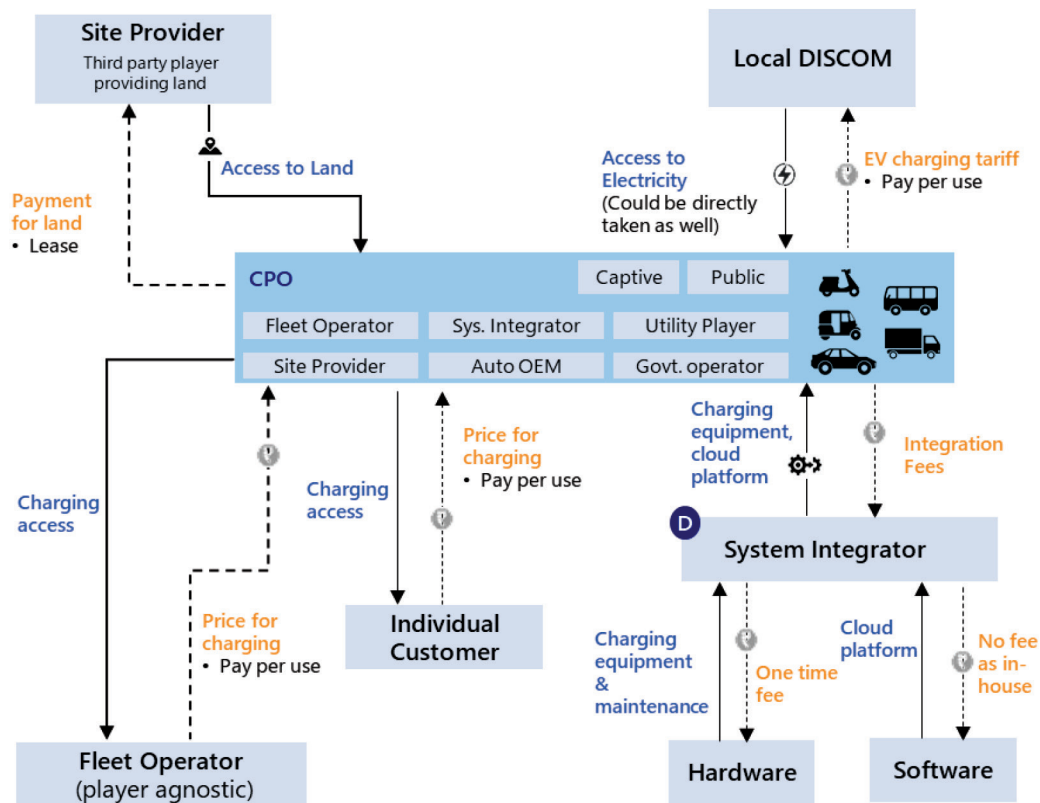 Site Provider
Third party player
providing land
Local DISCOM
Access to Land
Access to
Electricity
(Could be directly
taken as well)
EV charging tariff
• Pay per use
Payment
for land
• Lease
CPO
Captive
Public
Fleet Operator
Sys. Integrator
Utility Player
Site Provider
Auto OEM
Govt. operator
Charging
equipment,
cloud
platform
Integration
Fees
Price for
charging
• Pay per use
Charging
access
Charging
access
D
System Integrator
Price for
charging
• Pay per use
Individual
Customer
Charging
equipment
&
maintenance
One time
fee
Cloud
platform
No fee
as in-
house
Fleet Operator
(player agnostic)
Hardware
Software